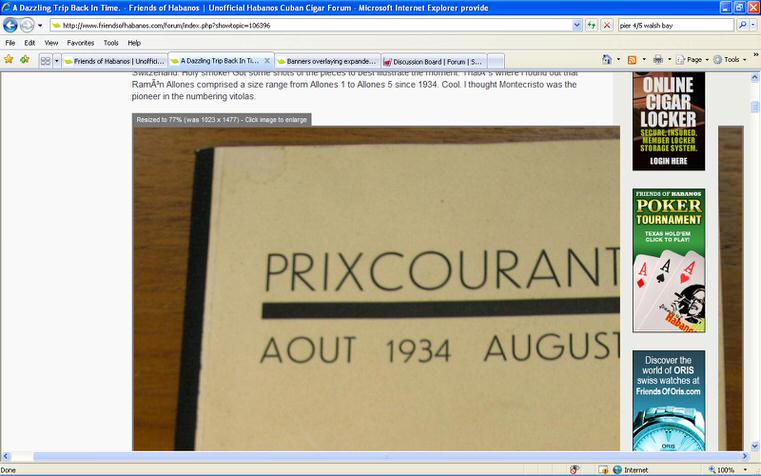 A Dazzling Trip Back In Time. - Friends of Habanos | Unofficial Habanos Cuban Cigar Forum - Microsoft Internet Explorer provide
http://www.friendsofhabanos.com/forum/index.php?showtopic=106396
pier 4/5 walsh bay
File Edit View Favorites Tools Help
Friends of Habanos | Unoffici...
A Dazzling Trip Back In Ti...
Banners overlaying expande...
Discussion Board | Forum | S...
Page
Tools
Switzerland. Holy smoke! Got some shots of the pieces to best illustrate the moment. ThatÂ´s where I found out that
RamÃ³n Allones comprised a size range from Allones 1 to Allones 5 since 1934. Cool. I thought Montecristo was the
pioneer in the numbering vitolas.
Resized to 77% (was 1023 x 1477) - Click image to enlarge
PRIXCOURANT
AOUT 1934 AUGUST
ONLINE
CIGAR
LOCKER
SECURE, INSURED,
MEMBER LOCKER
STORAGE SYSTEM.
LOGIN HERE
FRIENDS OF HABANOS
POKER
TOURNAMENT
TEXAS HOLD'EM
CLICK TO PLAY!
A A A
Habanos
Discover the
world of ORIS
swiss watches at
FriendsOfOris.com
ORIS
Done
Internet
100%